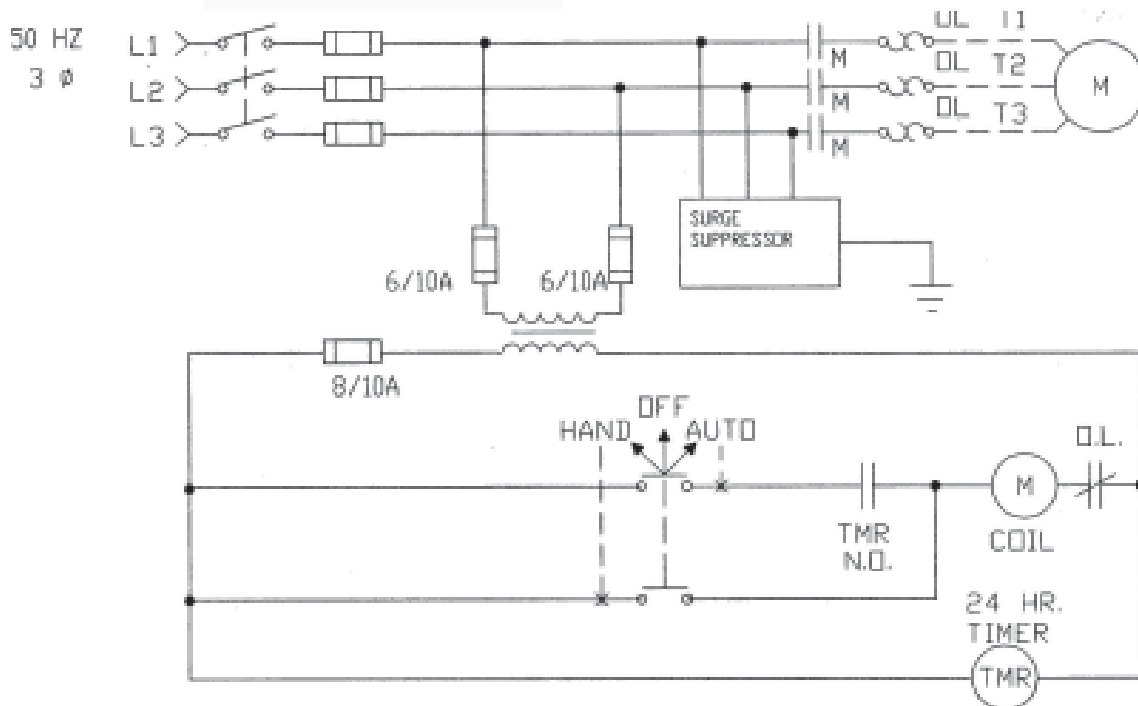 50 HZ
3 Ø
L1
L2
L3
M
M
M
OL T1
OL T2
OL T3
M
SURGE
SUPPRESSOR
6/10A
6/10A
8/10A
HAND
OFF
AUTO
O.L.
TMR
N.O.
M
COIL
24 HR.
TIMER
TMR